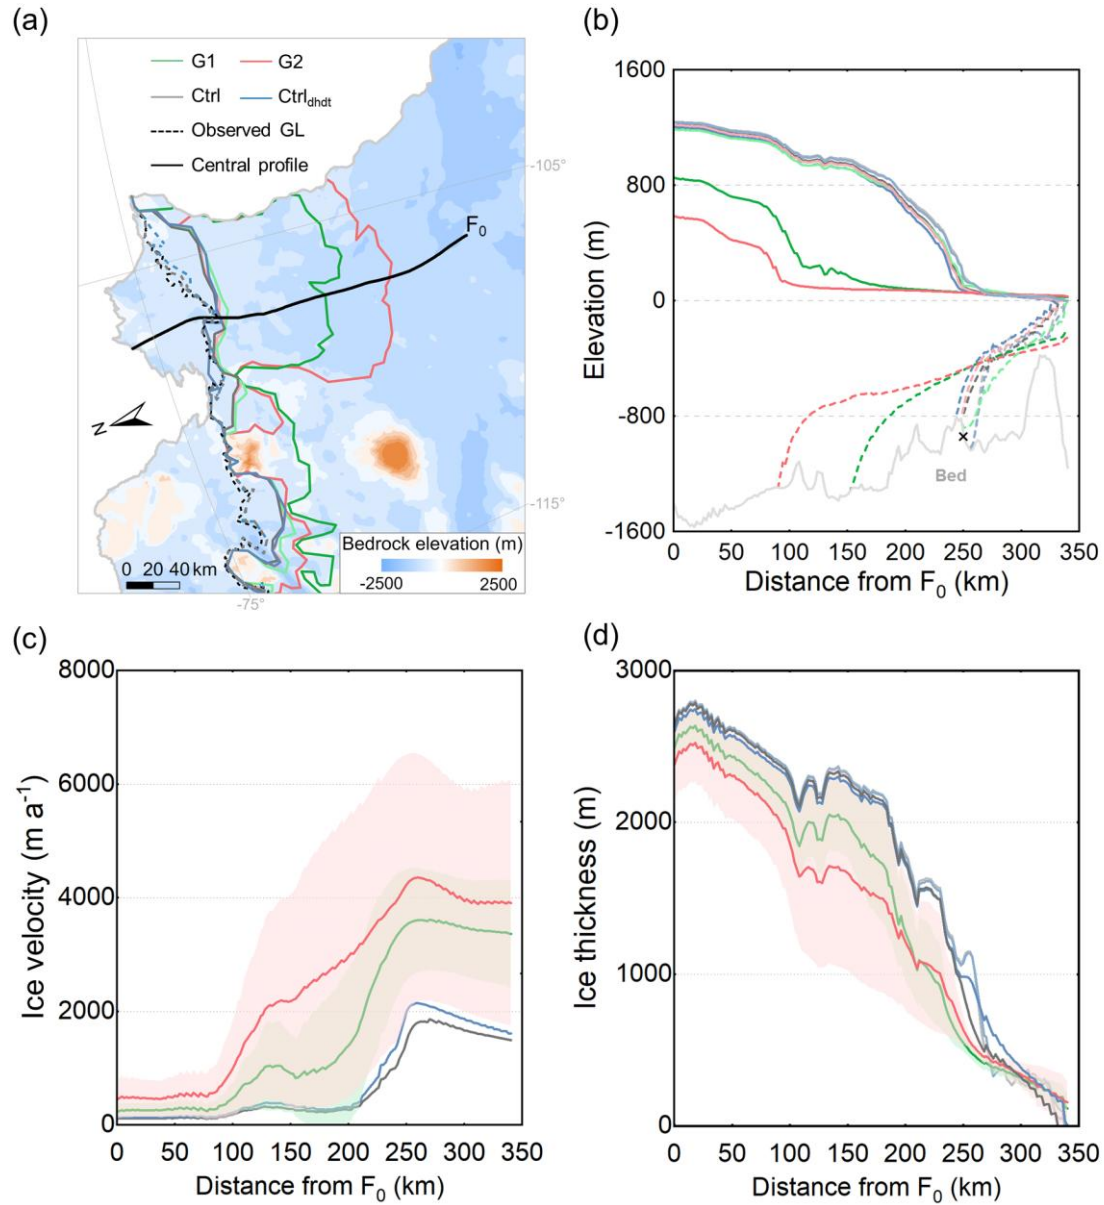 (a)
G1 G2
Ctrl Ctrl_dhdt
Observed GL
Central profile
-105°
F₀
N
-115°
Bedrock elevation (m)
-2500 2500
0 20 40 km
-75°
(b)
1600
800
0
-800
-1600
Elevation (m)
Bed
0 50 100 150 200 250 300 350
Distance from F₀ (km)
(c)
8000
6000
4000
2000
0
Ice velocity (m a⁻¹)
0 50 100 150 200 250 300 350
Distance from F₀ (km)
(d)
3000
2000
1000
0
Ice thickness (m)
0 50 100 150 200 250 300 350
Distance from F₀ (km)